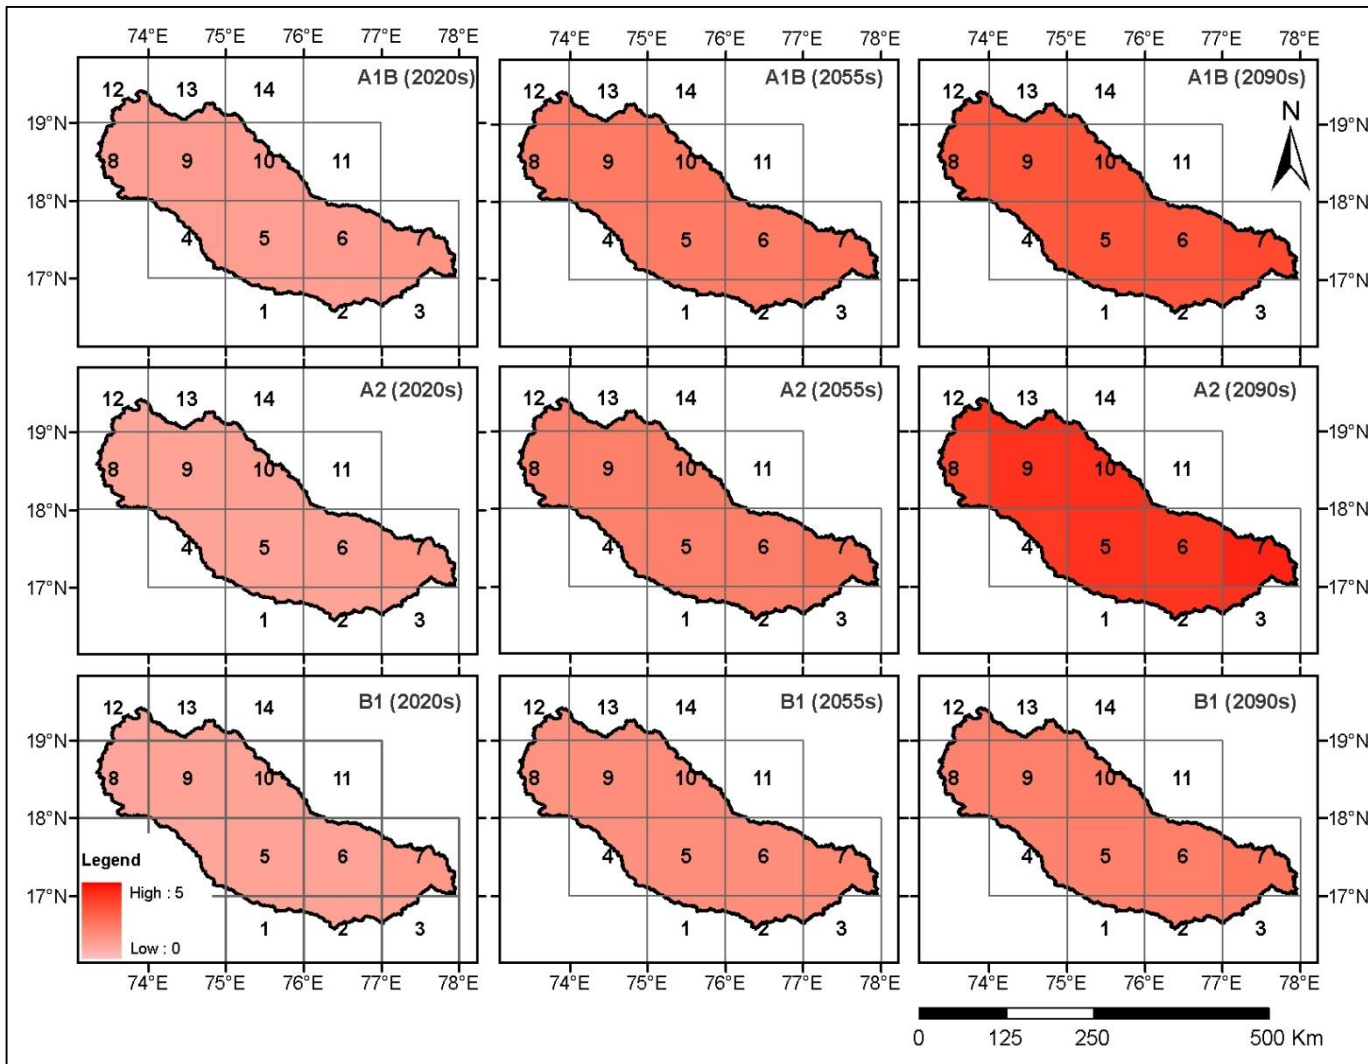 74°E 75°E 76°E 77°E 78°E 74°E 75°E 76°E 77°E 78°E 74°E 75°E 76°E 77°E 78°E
A1B (2020s) A1B (2055s) A1B (2090s)
12 13 14 12 13 14 12 13 14
N
19°N 19°N
8 9 10 11 8 9 10 11 8 9 10 11
18°N 18°N
4 5 6 7 4 5 6 7 4 5 6 7
17°N 17°N
1 2 3 1 2 3 1 2 3
A2 (2020s) A2 (2055s) A2 (2090s)
12 13 14 12 13 14 12 13 14
19°N 19°N
8 9 10 11 8 9 10 11 8 9 10 11
18°N 18°N
4 5 6 7 4 5 6 7 4 5 6 7
17°N 17°N
1 2 3 1 2 3 1 2 3
B1 (2020s) B1 (2055s) B1 (2090s)
12 13 14 12 13 14 12 13 14
19°N 19°N
8 9 10 11 8 9 10 11 8 9 10 11
18°N 18°N
5 6 7 4 5 6 7 4 5 6 7
Legend
High : 5
17°N 17°N
1 2 3 1 2 3 1 2 3
Low : 0
74°E 75°E 76°E 77°E 78°E 74°E 75°E 76°E 77°E 78°E 74°E 75°E 76°E 77°E 78°E
0 125 250 500 Km